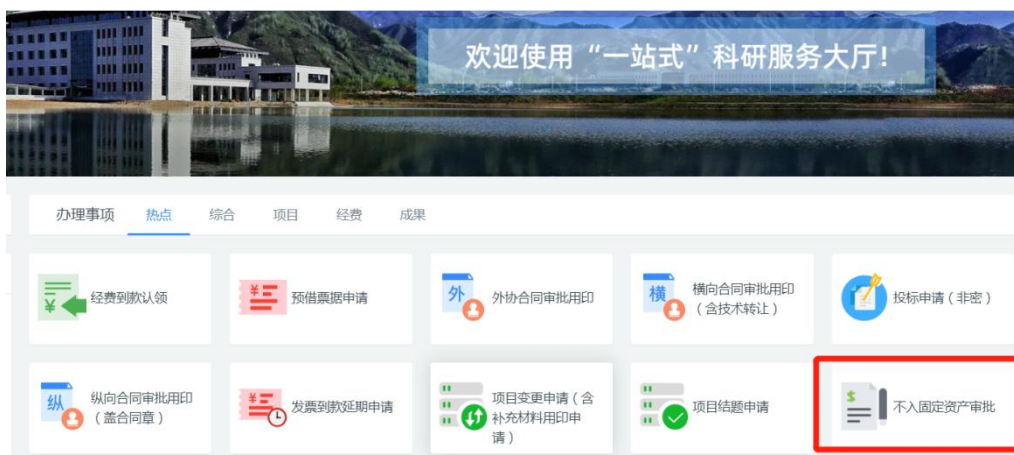 欢迎使用“一站式”科研服务大厅!
办理事项 热点 综合 项目 经费 成果
¥ 经费到款认领
¥ 预借票据申请
外 外协合同审批用印
横 横向合同审批用印
（含技术转让）
投标申请（非密）
纵 纵向合同审批用印
（盖合同章）
¥ 发票到款延期申请
项目变更申请（含
补充材料用印申
请）
项目结题申请
$ 不入固定资产审批